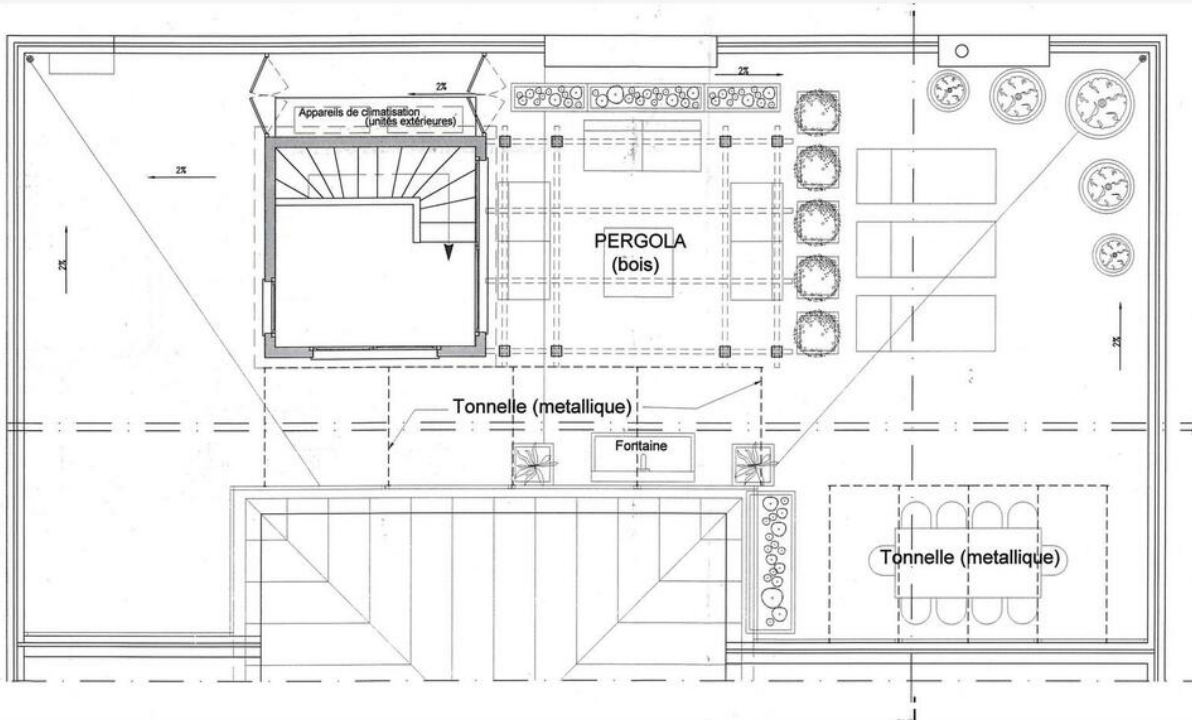 2%
2%
Appareils de climatisation
(unités extérieures)
2%
2%
PERGOLA
(bois)
2%
Tonnelle (metallique)
Fontaine
Tonnelle (metallique)